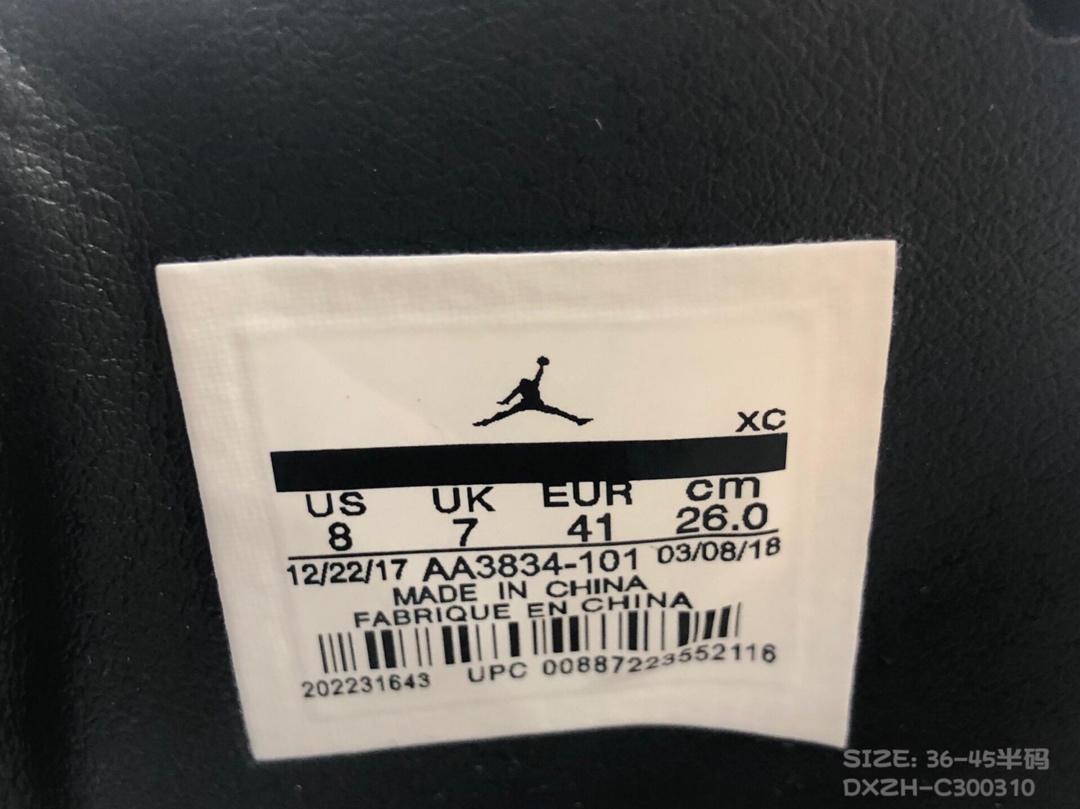 XC
US UK EUR cm
8 7 41 26.0
12/22/17 AA3834-101 03/08/18
MADE IN CHINA
FABRIQUE EN CHINA
202231643 UPC 00887223552116
SIZE: 36-45半码
DXZH-C300310